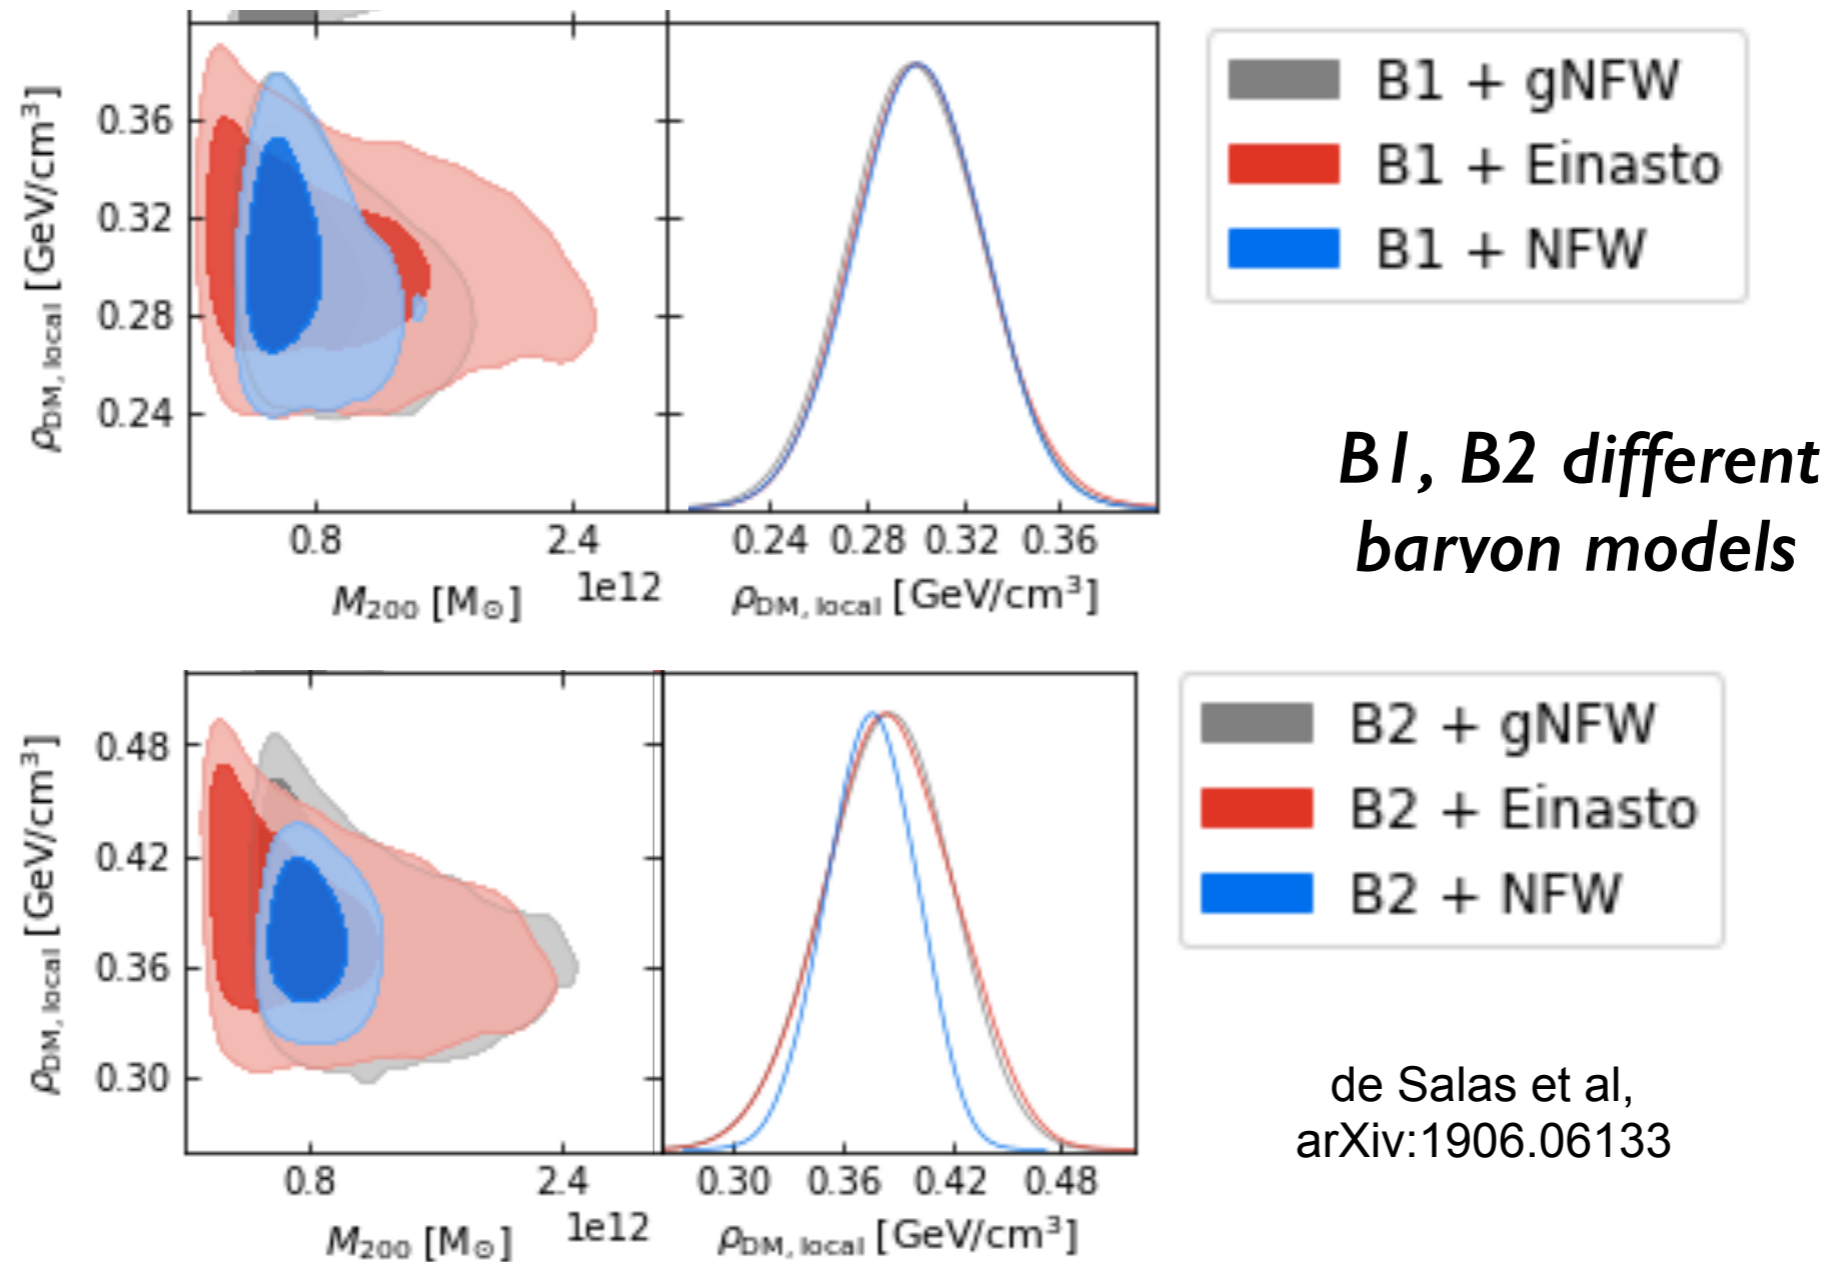 ρDM, local [GeV/cm³]
0.36
0.32
0.28
0.24
0.8
2.4
1e12
M200 [M⊙]
0.24 0.28 0.32 0.36
ρDM, local [GeV/cm³]
B1 + gNFW
B1 + Einasto
B1 + NFW
B1, B2 different
baryon models
ρDM, local [GeV/cm³]
0.48
0.42
0.36
0.30
0.8
2.4
1e12
M200 [M⊙]
0.30 0.36 0.42 0.48
ρDM, local [GeV/cm³]
B2 + gNFW
B2 + Einasto
B2 + NFW
de Salas et al,
arXiv:1906.06133